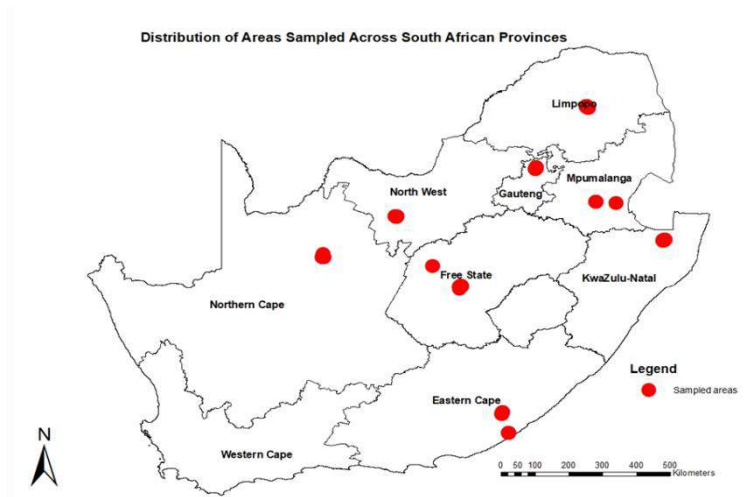 Distribution of Areas Sampled Across South African Provinces
Limpopo
Mpumalanga
Gauteng
North West
Free State
KwaZulu-Natal
Northern Cape
Legend
Sampled areas
Eastern Cape
Western Cape
N
0 50 100 200 300 400 500
Kilometers